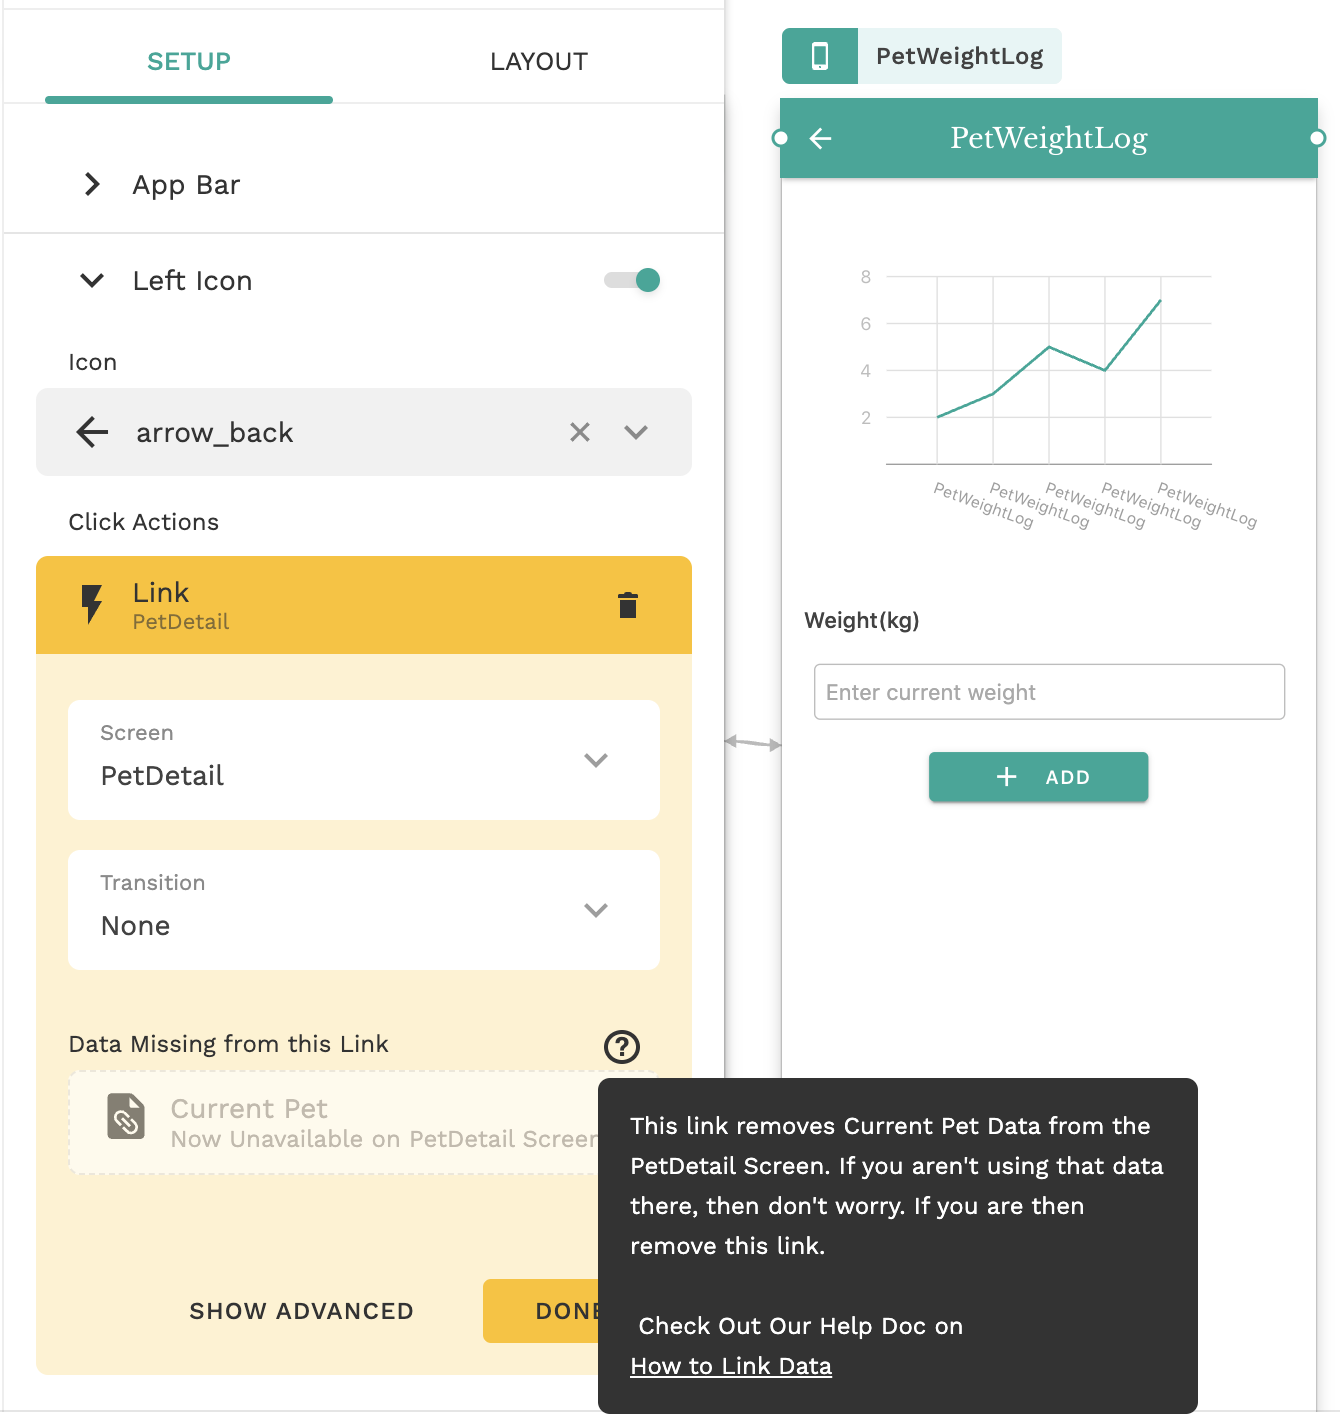 SETUP
LAYOUT
App Bar
Left Icon
Icon
arrow_back
Click Actions
Link
PetDetail
Screen
PetDetail
Transition
None
Data Missing from this Link
?
Current Pet
Now Unavailable on PetDetail Screen
SHOW ADVANCED
DONE
PetWeightLog
PetWeightLog
8
6
4
2
PetWeightLog
PetWeightLog
PetWeightLog
PetWeightLog
PetWeightLog
Weight(kg)
Enter current weight
+ ADD
This link removes Current Pet Data from the
PetDetail Screen. If you aren't using that data
there, then don't worry. If you are then
remove this link.
Check Out Our Help Doc on
How to Link Data